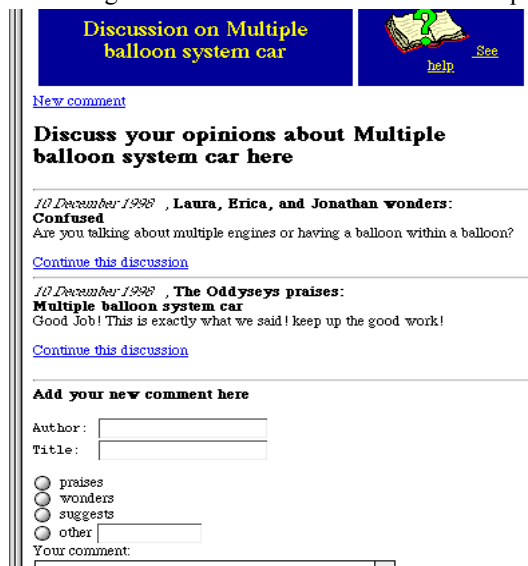 Discussion on Multiple
balloon system car
See
help
New comment
Discuss your opinions about Multiple
balloon system car here
10 December 1998 , Laura, Erica, and Jonathan wonders:
Confused
Are you talking about multiple engines or having a balloon within a balloon?
Continue this discussion
10 December 1998 , The Oddyseys praises:
Multiple balloon system car
Good Job! This is exactly what we said! keep up the good work!
Continue this discussion
Add your new comment here
Author:
Title:
praises
wonders
suggests
other
Your comment: